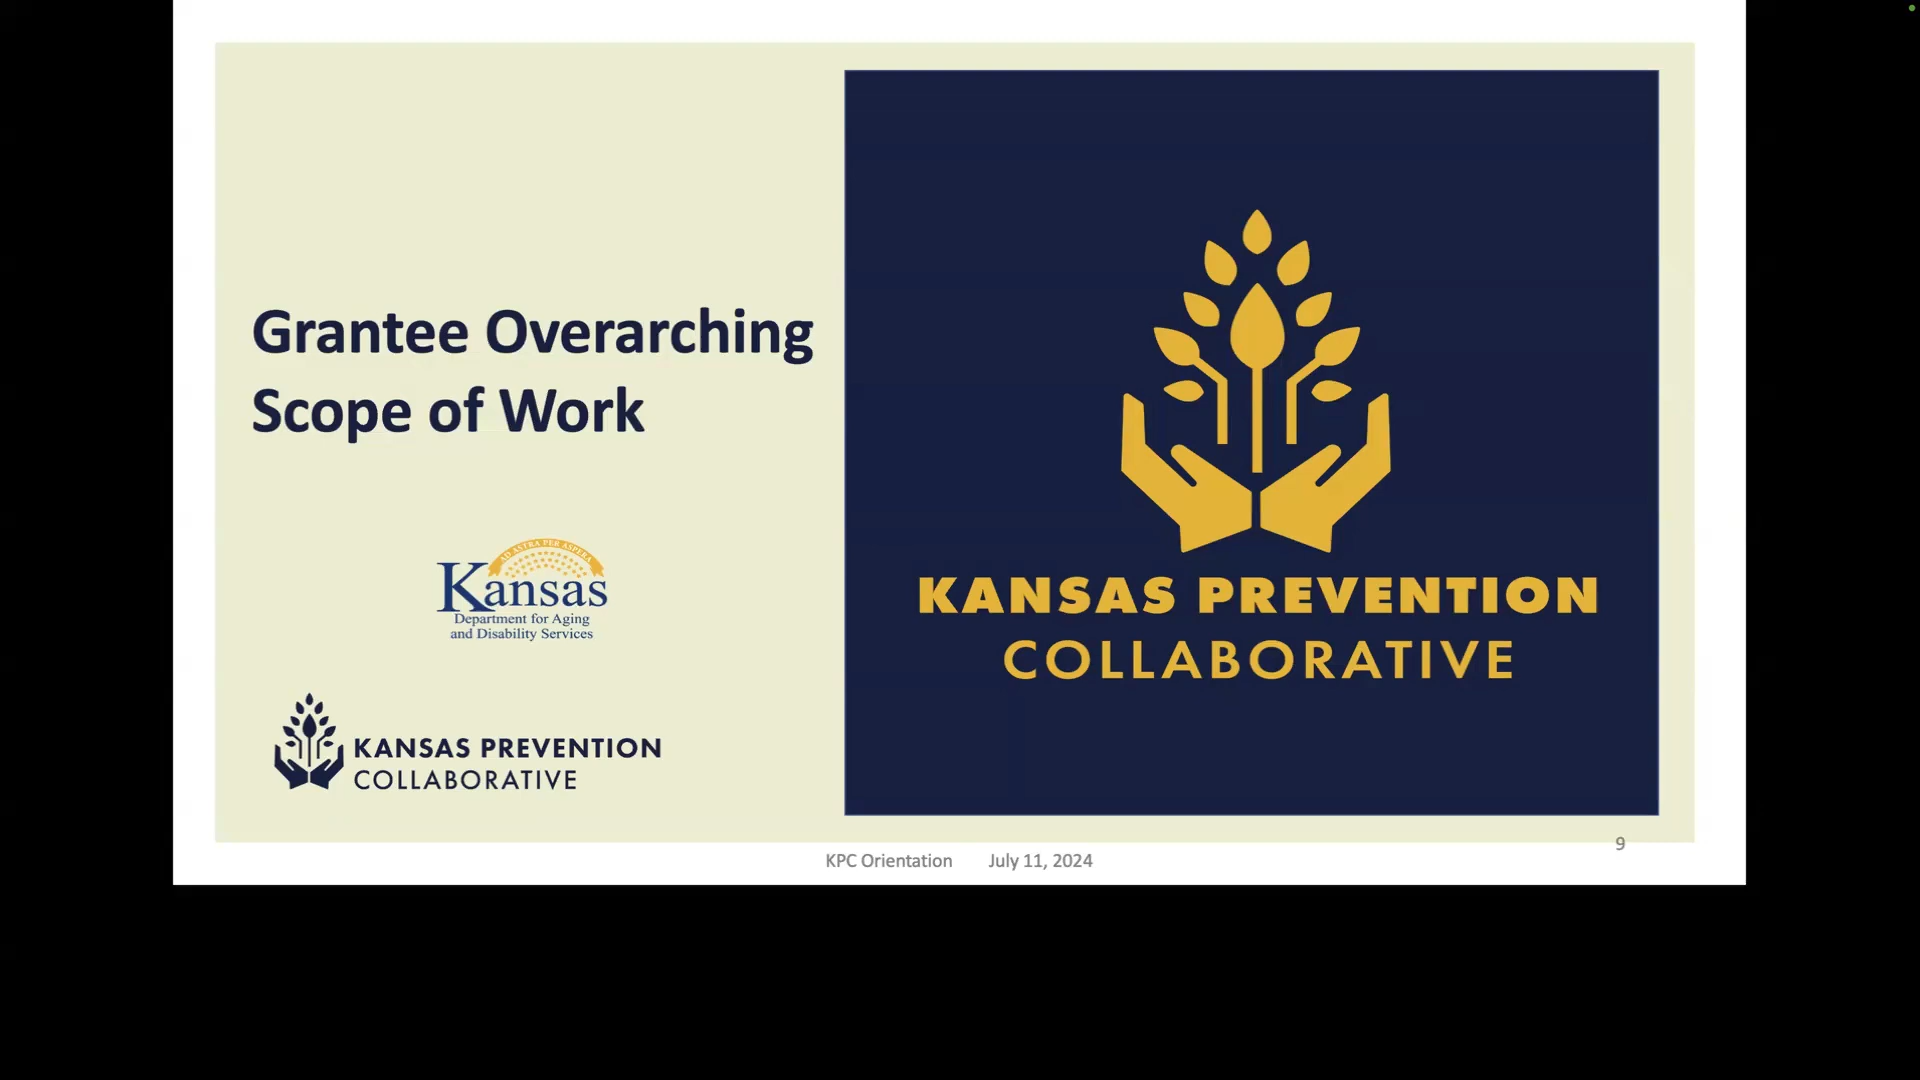 Grantee Overarching
Scope of Work
AD ASTRA PER ASPERA
Kansas
Department for Aging
and Disability Services
KANSAS PREVENTION
COLLABORATIVE
KANSAS PREVENTION
COLLABORATIVE
9
KPC Orientation July 11, 2024